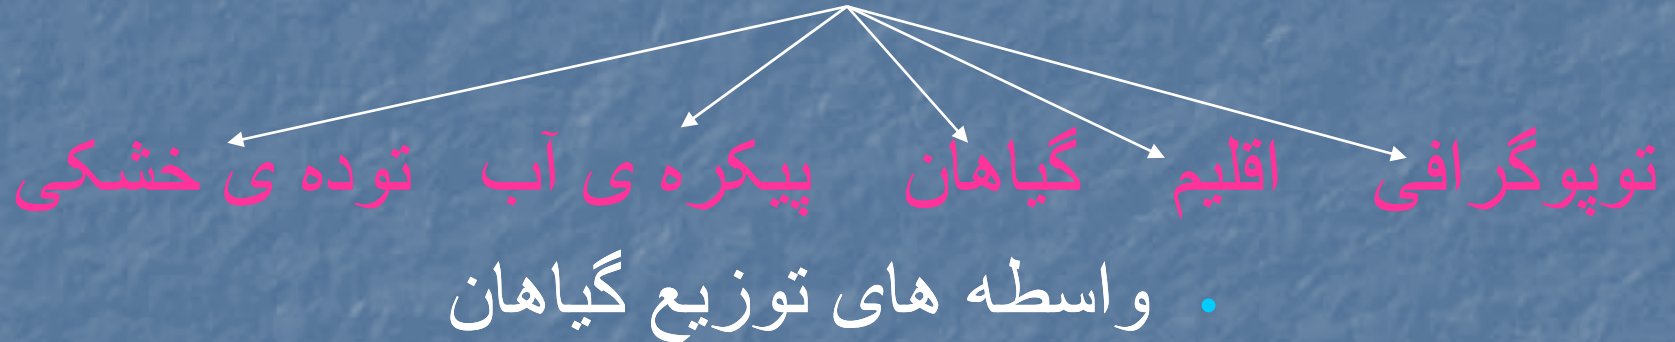 توپوگرافی اقلیم گیاهان پیکره ی آب توده ی خشکی
• واسطه های توزیع گیاهان